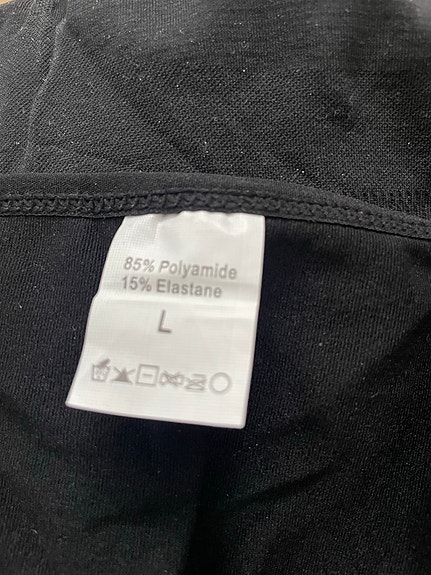 85% Polyamide
15% Elastane
L